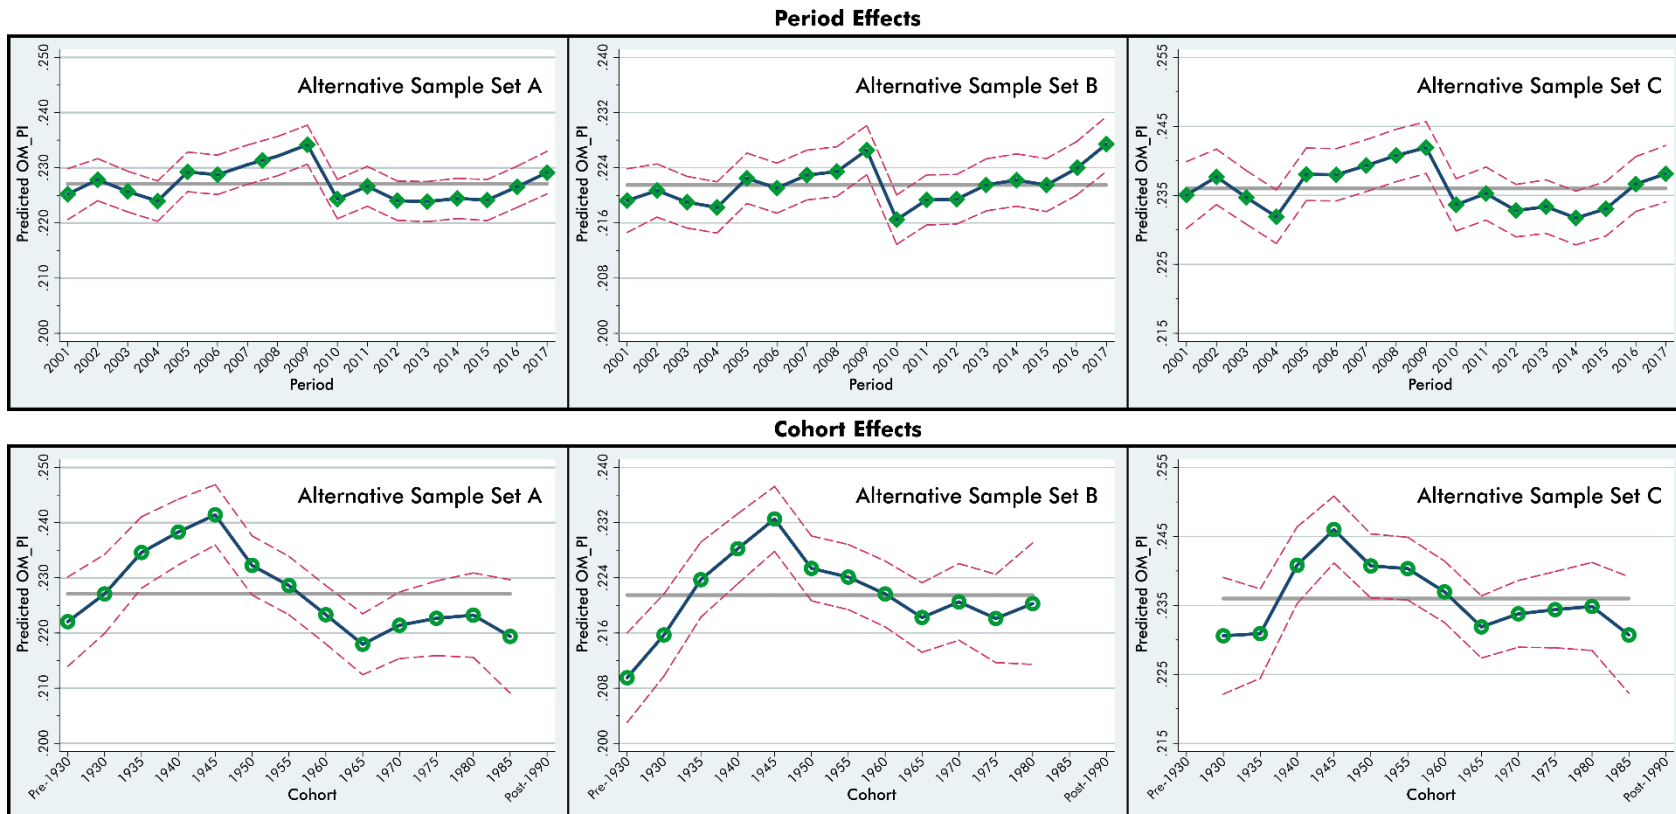 Period Effects
Alternative Sample Set A
Predicted OM_PI
.250
.240
.230
.220
.210
.200
2001 2002 2003 2004 2005 2006 2007 2008 2009 2010 2011 2012 2013 2014 2015 2016 2017
Period
Alternative Sample Set B
Predicted OM_PI
.240
.232
.224
.216
.208
.200
2001 2002 2003 2004 2005 2006 2007 2008 2009 2010 2011 2012 2013 2014 2015 2016 2017
Period
Alternative Sample Set C
Predicted OM_PI
.255
.245
.235
.225
.215
2001 2002 2003 2004 2005 2006 2007 2008 2009 2010 2011 2012 2013 2014 2015 2016 2017
Period
Cohort Effects
Alternative Sample Set A
Predicted OM_PI
.250
.240
.230
.220
.210
.200
Pre-1930 1930 1935 1940 1945 1950 1955 1960 1965 1970 1975 1980 1985 Post-1990
Cohort
Alternative Sample Set B
Predicted OM_PI
.240
.232
.224
.216
.208
.200
Pre-1930 1930 1935 1940 1945 1950 1955 1960 1965 1970 1975 1980 1985 Post-1990
Cohort
Alternative Sample Set C
Predicted OM_PI
.255
.245
.235
.225
.215
Pre-1930 1930 1935 1940 1945 1950 1955 1960 1965 1970 1975 1980 1985 Post-1990
Cohort